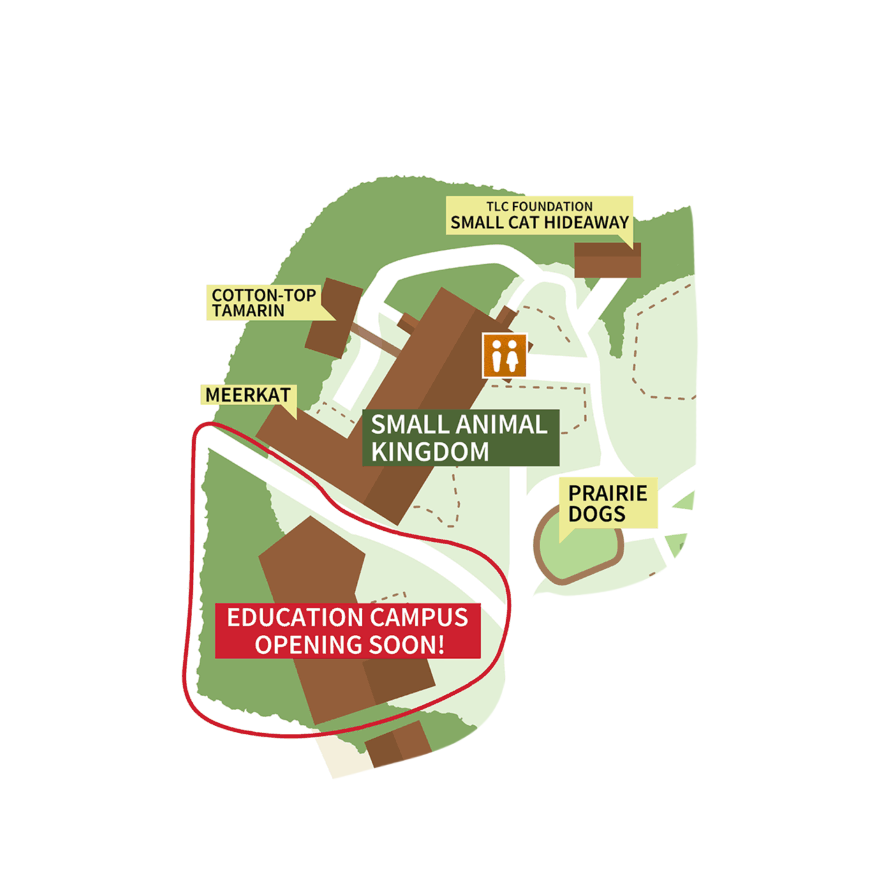 TLC FOUNDATION
SMALL CAT HIDEAWAY
COTTON-TOP
TAMARIN
MEERKAT
SMALL ANIMAL
KINGDOM
PRAIRIE
DOGS
EDUCATION CAMPUS
OPENING SOON!